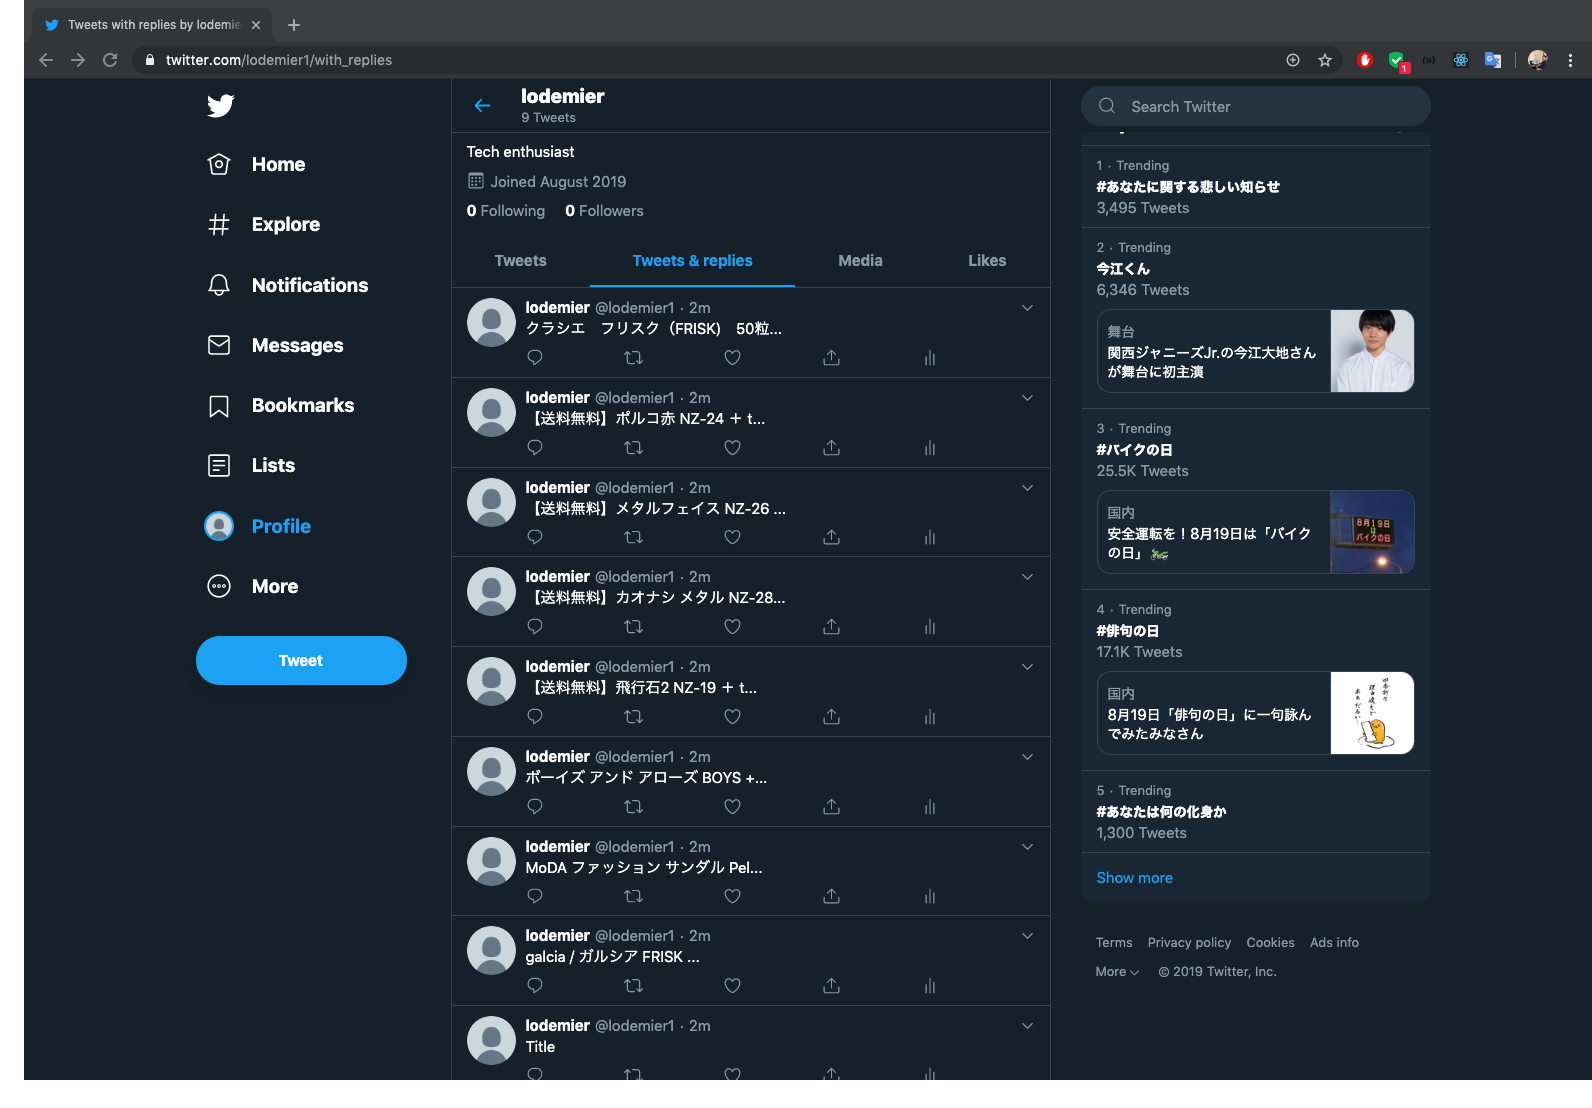 Tweets with replies by lodemie
twitter.com/lodemier1/with_replies
1
lodemier
9 Tweets
Search Twitter
Home
Explore
Notifications
Messages
Bookmarks
Lists
Profile
More
Tweet
Tech enthusiast
Joined August 2019
0 Following 0 Followers
Tweets Tweets & replies Media Likes
lodemier @lodemier1 · 2m
クラシエ　フリスク（FRISK)　50粒...
lodemier @lodemier1 · 2m
【送料無料】ポルコ赤 NZ-24 ＋ t...
lodemier @lodemier1 · 2m
【送料無料】メタルフェイス NZ-26 ...
lodemier @lodemier1 · 2m
【送料無料】カオナシ メタル NZ-28...
lodemier @lodemier1 · 2m
【送料無料】飛行石2 NZ-19 ＋ t...
lodemier @lodemier1 · 2m
ボーイズ アンド アローズ BOYS +...
lodemier @lodemier1 · 2m
MoDA ファッション サンダル Pel...
lodemier @lodemier1 · 2m
galcia / ガルシア FRISK ...
lodemier @lodemier1 · 2m
Title
1 · Trending
#あなたに関する悲しい知らせ
3,495 Tweets
2 · Trending
今江くん
6,346 Tweets
舞台
関西ジャニーズJr.の今江大地さん
が舞台に初主演
3 · Trending
#バイクの日
25.5K Tweets
国内
安全運転を！8月19日は「バイク
の日」
8月19日
は
バイクの日
4 · Trending
#俳句の日
17.1K Tweets
国内
8月19日「俳句の日」に一句詠ん
でみたみなさん
5 · Trending
#あなたは何の化身か
1,300 Tweets
Show more
Terms Privacy policy Cookies Ads info
More © 2019 Twitter, Inc.